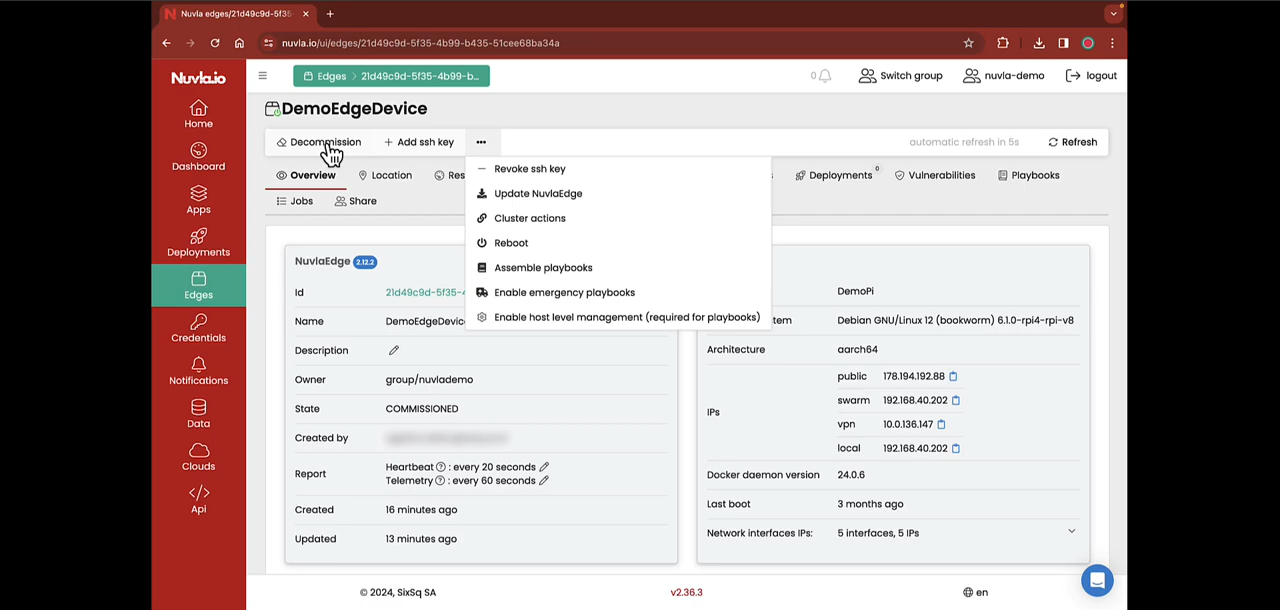 Nuvla edges/21d49c9d-5f35
nuvla.io/ui/edges/21d49c9d-5f35-4b99-b435-51cee68ba34a
Nuvla.io
Edges > 21d49c9d-5f35-4b99-b...
0
Switch group
nuvla-demo
logout
Home
Dashboard
Apps
Deployments
Edges
Credentials
Notifications
Data
Clouds
Api
DemoEdgeDevice
Decommission
Add ssh key
automatic refresh in 5s
Refresh
Revoke ssh key
Update NuvlaEdge
Cluster actions
Reboot
Assemble playbooks
Enable emergency playbooks
Enable host level management (required for playbooks)
Overview
Location
Res
s
Deployments 0
Vulnerabilities
Playbooks
Jobs
Share
NuvlaEdge 2.12.2
Id 21d49c9d-5f35-4
Name DemoEdgeDevic
Description
Owner group/nuvlademo
State COMMISSIONED
Created by
Report Heartbeat : every 20 seconds
Telemetry : every 60 seconds
Created 16 minutes ago
Updated 13 minutes ago
DemoPi
tem Debian GNU/Linux 12 (bookworm) 6.1.0-rpi4-rpi-v8
Architecture aarch64
IPs
public 178.194.192.88
swarm 192.168.40.202
vpn 10.0.136.147
local 192.168.40.202
Docker daemon version 24.0.6
Last boot 3 months ago
Network interfaces IPs: 5 interfaces, 5 IPs
© 2024, SixSq SA
v2.36.3
en